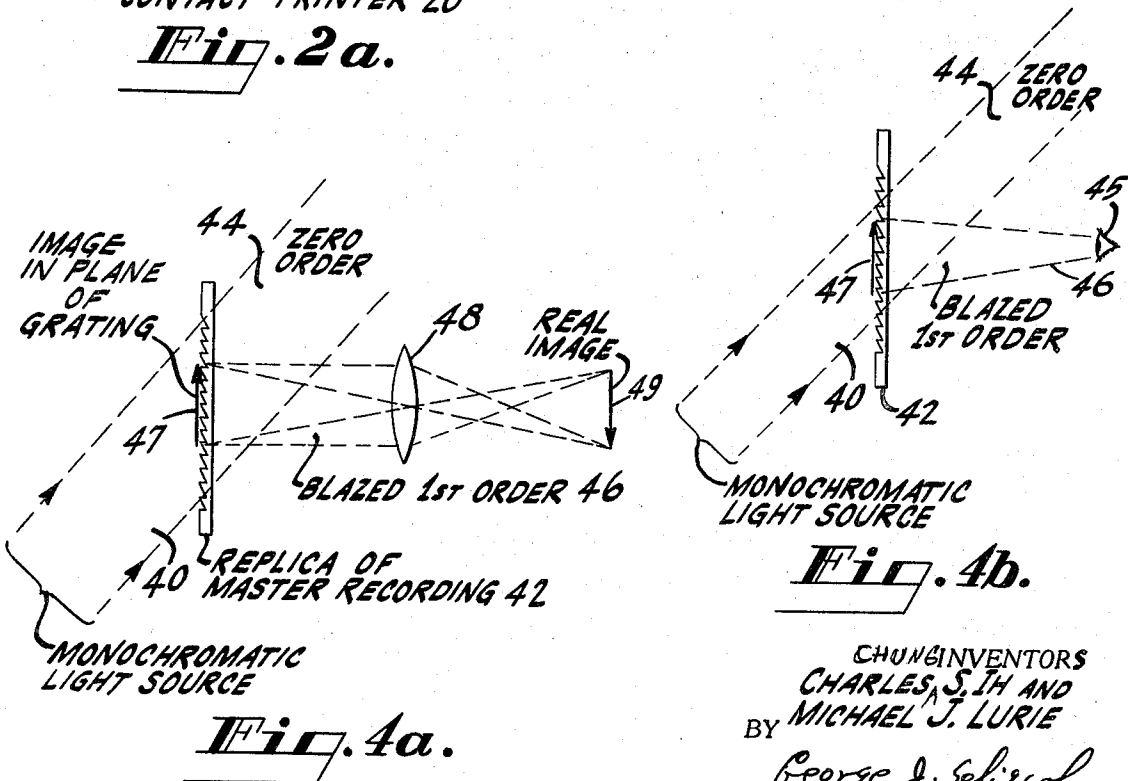 CONTACT PRINTER 20
Fig. 2a.
44
ZERO
ORDER
IMAGE
IN PLANE
OF
GRATING
47
48
REAL
IMAGE
49
BLAZED 1ST ORDER 46
40
REPLICA OF
MASTER RECORDING 42
MONOCHROMATIC
LIGHT SOURCE
Fig. 4a.
44
ZERO
ORDER
45
46
47
BLAZED
1ST ORDER
40
42
MONOCHROMATIC
LIGHT SOURCE
Fig. 4b.
CHUNG INVENTORS
CHARLES ^ S. IH AND
BY MICHAEL J. LURIE
George J.